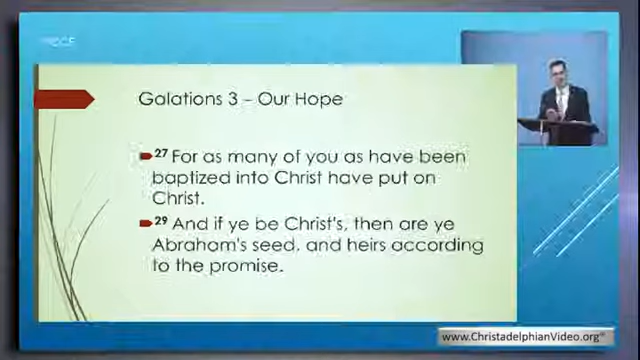 Galations 3 – Our Hope
27 For as many of you as have been
baptized into Christ have put on
Christ.
29 And if ye be Christ's, then are ye
Abraham's seed, and heirs according
to the promise.
www.ChristadelphianVideo.org